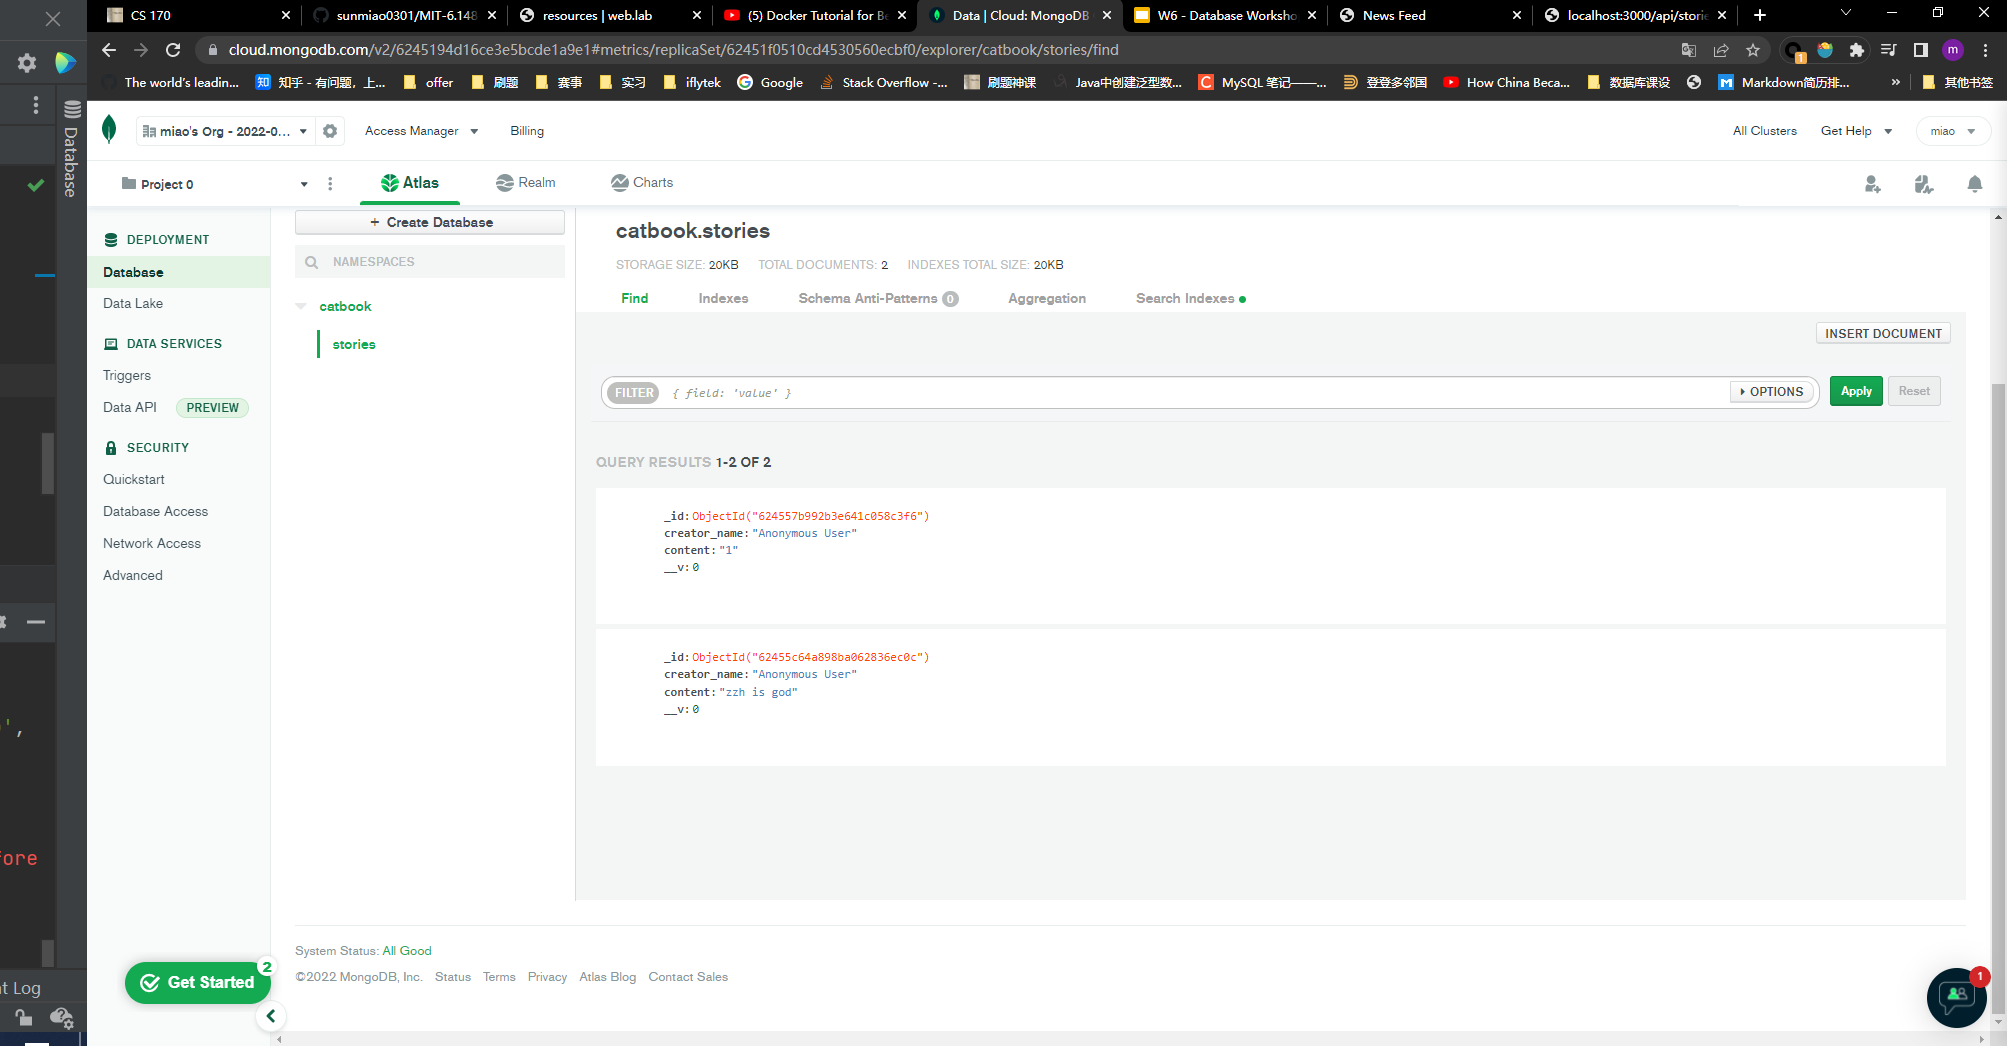 CS 170
sunmiao0301/MIT-6.148
resources | web.lab
(5) Docker Tutorial for Be
Data | Cloud: MongoDB
W6 - Database Worksho
News Feed
localhost:3000/api/storie
cloud.mongodb.com/v2/6245194d16ce3e5bcde1a9e1#metrics/replicaSet/62451f0510cd4530560ecbf0/explorer/catbook/stories/find
1
m
The world's leadin...
知 知乎 - 有问题，上...
offer
刷题
赛事
实习
iflytek
Google
Stack Overflow -...
刷题神课
Java中创建泛型数...
C MySQL 笔记——...
登登多邻国
How China Beca...
数据库课设
M Markdown简历排...
»
其他书签
Database
miao's Org - 2022-0...
Access Manager
Billing
All Clusters
Get Help
miao
Project 0
Atlas
Realm
Charts
DEPLOYMENT
Database
Data Lake
DATA SERVICES
Triggers
Data API PREVIEW
SECURITY
Quickstart
Database Access
Network Access
Advanced
+ Create Database
NAMESPACES
catbook
stories
catbook.stories
STORAGE SIZE: 20KB TOTAL DOCUMENTS: 2 INDEXES TOTAL SIZE: 20KB
Find Indexes Schema Anti-Patterns 0 Aggregation Search Indexes
INSERT DOCUMENT
FILTER { field: 'value' } OPTIONS Apply Reset
QUERY RESULTS 1-2 OF 2
_id: ObjectId("624557b992b3e641c058c3f6")
creator_name: "Anonymous User"
content: "1"
__v: 0
_id: ObjectId("62455c64a898ba062836ec0c")
creator_name: "Anonymous User"
content: "zzh is god"
__v: 0
',
ore
t Log
System Status: All Good
©2022 MongoDB, Inc. Status Terms Privacy Atlas Blog Contact Sales
Get Started
2
1